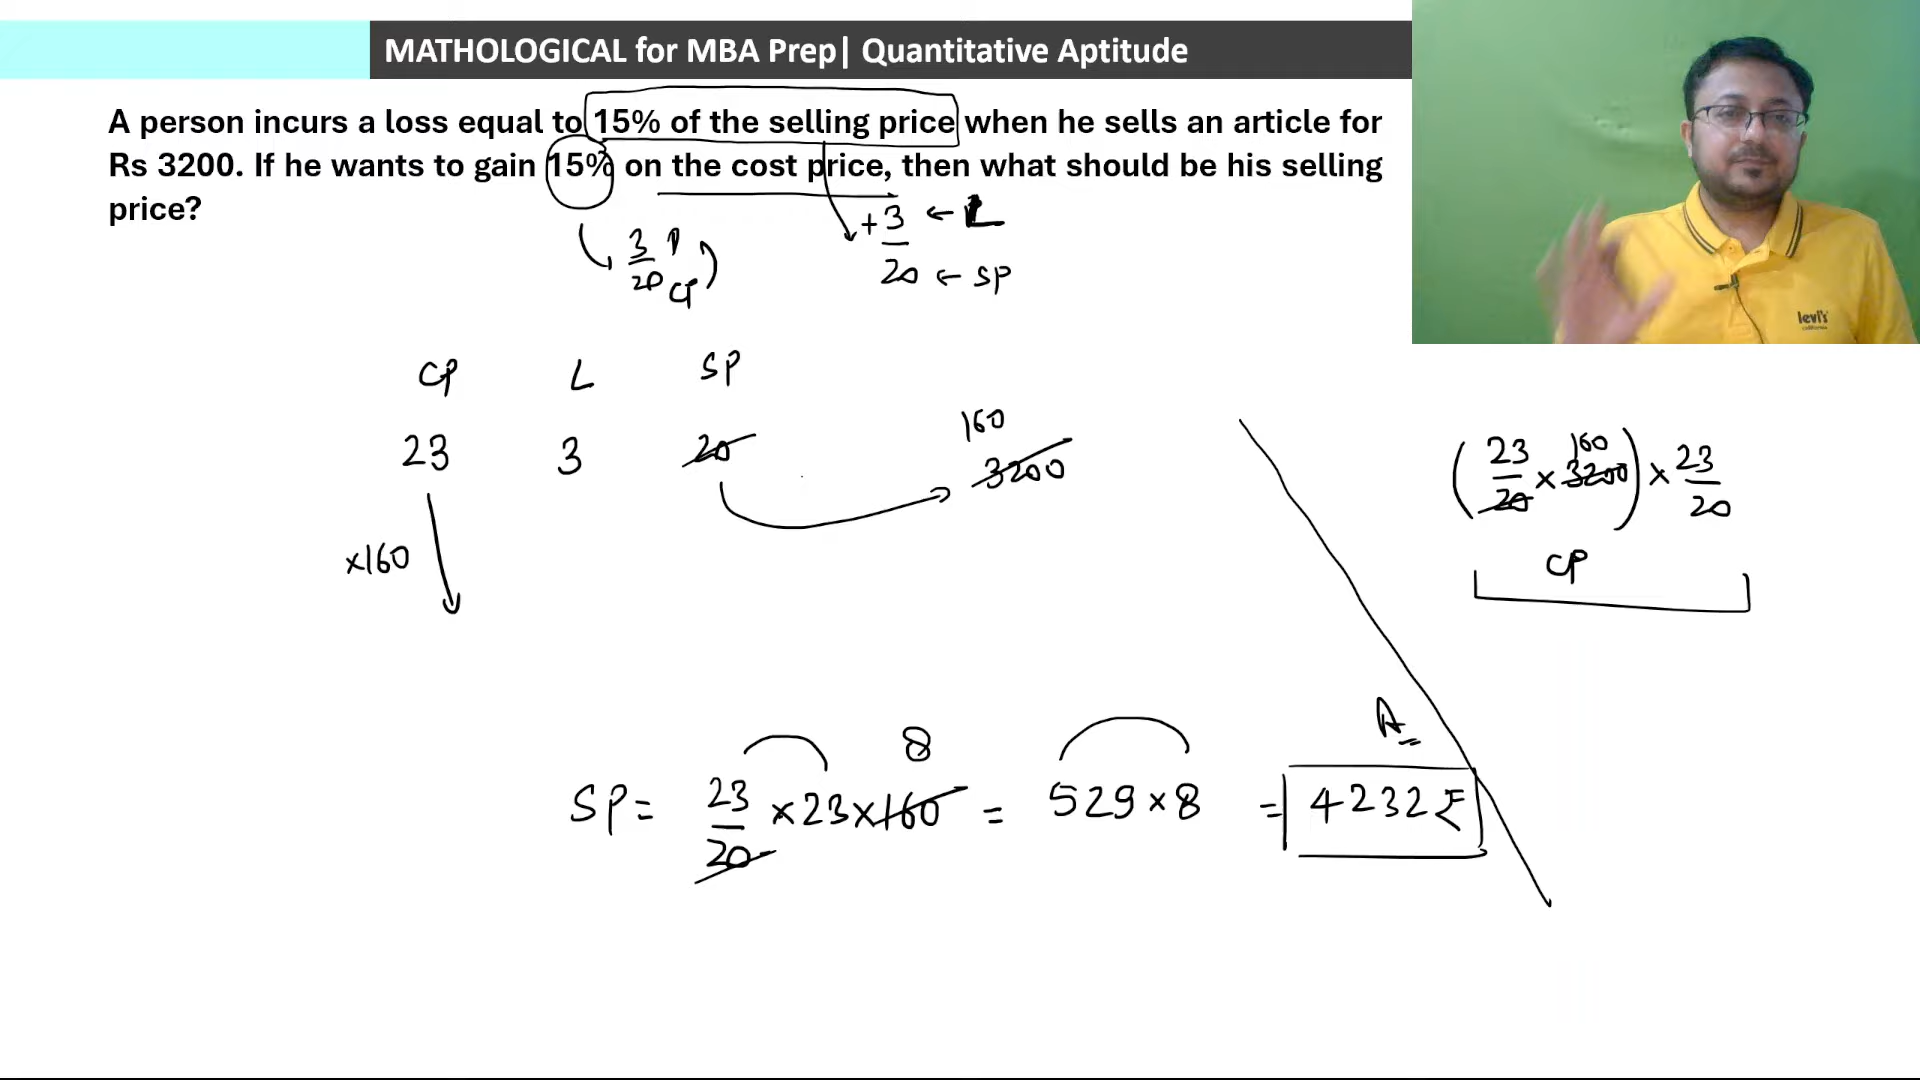 MATHOLOGICAL for MBA Prep| Quantitative Aptitude
A person incurs a loss equal to 15% of the selling price when he sells an article for
Rs 3200. If he wants to gain 15% on the cost price, then what should be his selling
price?
3/20 P CP
+3/20 ← L ← SP
CP L SP
23 3 20 3200 160
×160
(23/20 × 3200 160) × 23/20
CP
SP = 23/20 × 23 × 160 8 = 529 × 8 = 4232 ₹
A
levi's